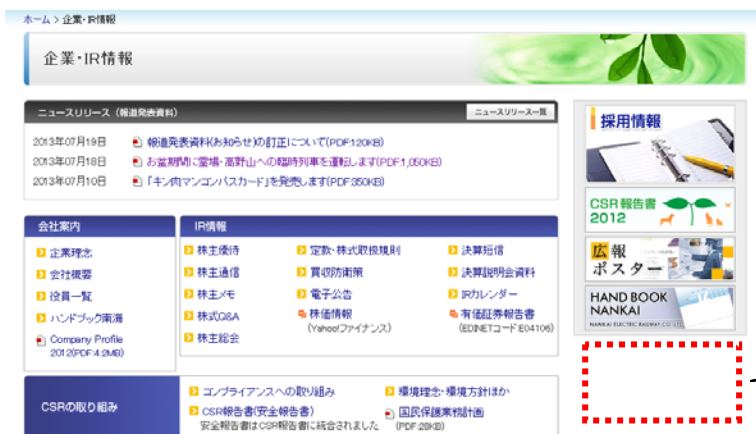 ホーム > 企業・IR情報
企業・IR情報
ニュースリリース（報道発表資料）
ニュースリリース一覧
2013年07月19日 報道発表資料(お知らせ)の訂正について(PDF:120KB)
2013年07月18日 お盆期間に霊場・高野山への臨時列車を運転します(PDF:1,050KB)
2013年07月10日 「キン肉マンコンパスカード」を発売します(PDF:350KB)
会社案内
企業理念
会社概要
役員一覧
ハンドブック南海
Company Profile
2012(PDF:4.2MB)
IR情報
株主優待 定款・株式取扱規則 決算短信
株主通信 買収防衛策 決算説明会資料
株主メモ 電子公告 IRカレンダー
株式Q&A 株価情報 有価証券報告書
(Yahoo!ファイナンス) (EDINETコード:E04106)
株主総会
CSRの取り組み
コンプライアンスへの取り組み 環境理念・環境方針ほか
CSR報告書(安全報告書) 国民保護業務計画
安全報告書はCSR報告書に統合されました (PDF:28KB)
採用情報
CSR報告書
2012
広報
ポスター
HAND BOOK
NANKAI
NANKAI ELECTRIC RAILWAY CO.,LTD.